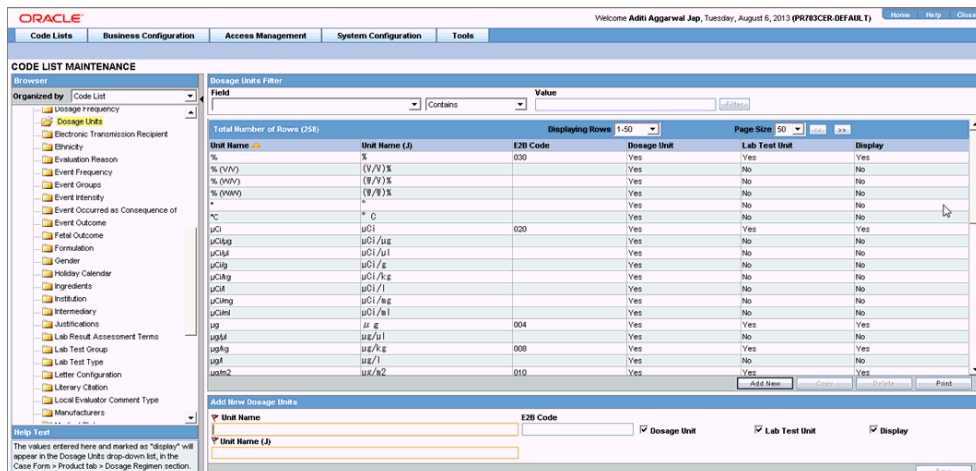 ORACLE
Welcome Aditi Aggarwal Jap, Tuesday, August 6, 2013 (PR703CER-DEFAULT)
Home Help Close
Code Lists Business Configuration Access Management System Configuration Tools
CODE LIST MAINTENANCE
Browser
Organized by Code List
Dosage Frequency
Dosage Units
Electronic Transmission Recipient
Ethnicity
Evaluation Reason
Event Frequency
Event Groups
Event Intensity
Event Occurred as Consequence of
Event Outcome
Fetal Outcome
Formulation
Gender
Holiday Calendar
Ingredients
Institution
Intermediary
Justifications
Lab Result Assessment Terms
Lab Test Group
Lab Test Type
Letter Configuration
Literary Citation
Local Evaluator Comment Type
Manufacturers
Help Text
The values entered here and marked as "display" will
appear in the Dosage Units drop-down list, in the
Case Form > Product tab > Dosage Regimen section.
Dosage Units Filter
Field Value
Contains Filter
Total Number of Rows (258) Displaying Rows 1-50 Page Size 50 << >>
Unit Name Unit Name (J) E2B Code Dosage Unit Lab Test Unit Display
% % 030 Yes Yes Yes
% (V/V) (V/V)% Yes No No
% (W/V) (W/V)% Yes No No
% (W/W) (W/W)% Yes No No
° ° Yes No No
°C ° C Yes No No
µCi µCi 020 Yes Yes Yes
µCi/µg µCi/µg Yes No No
µCi/µl µCi/µl Yes No No
µCi/g µCi/g Yes No No
µCi/kg µCi/kg Yes No No
µCi/l µCi/l Yes No No
µCi/mg µCi/mg Yes No No
µCi/ml µCi/ml Yes No No
µg μ g 004 Yes Yes Yes
µg/µl µg/µl Yes No No
µg/kg µg/kg 008 Yes Yes Yes
µg/l µg/l Yes No No
µg/m2 µg/m2 010 Yes Yes Yes
Add New Copy Delete Print
Add New Dosage Units
Unit Name E2B Code
Dosage Unit Lab Test Unit Display
Unit Name (J)